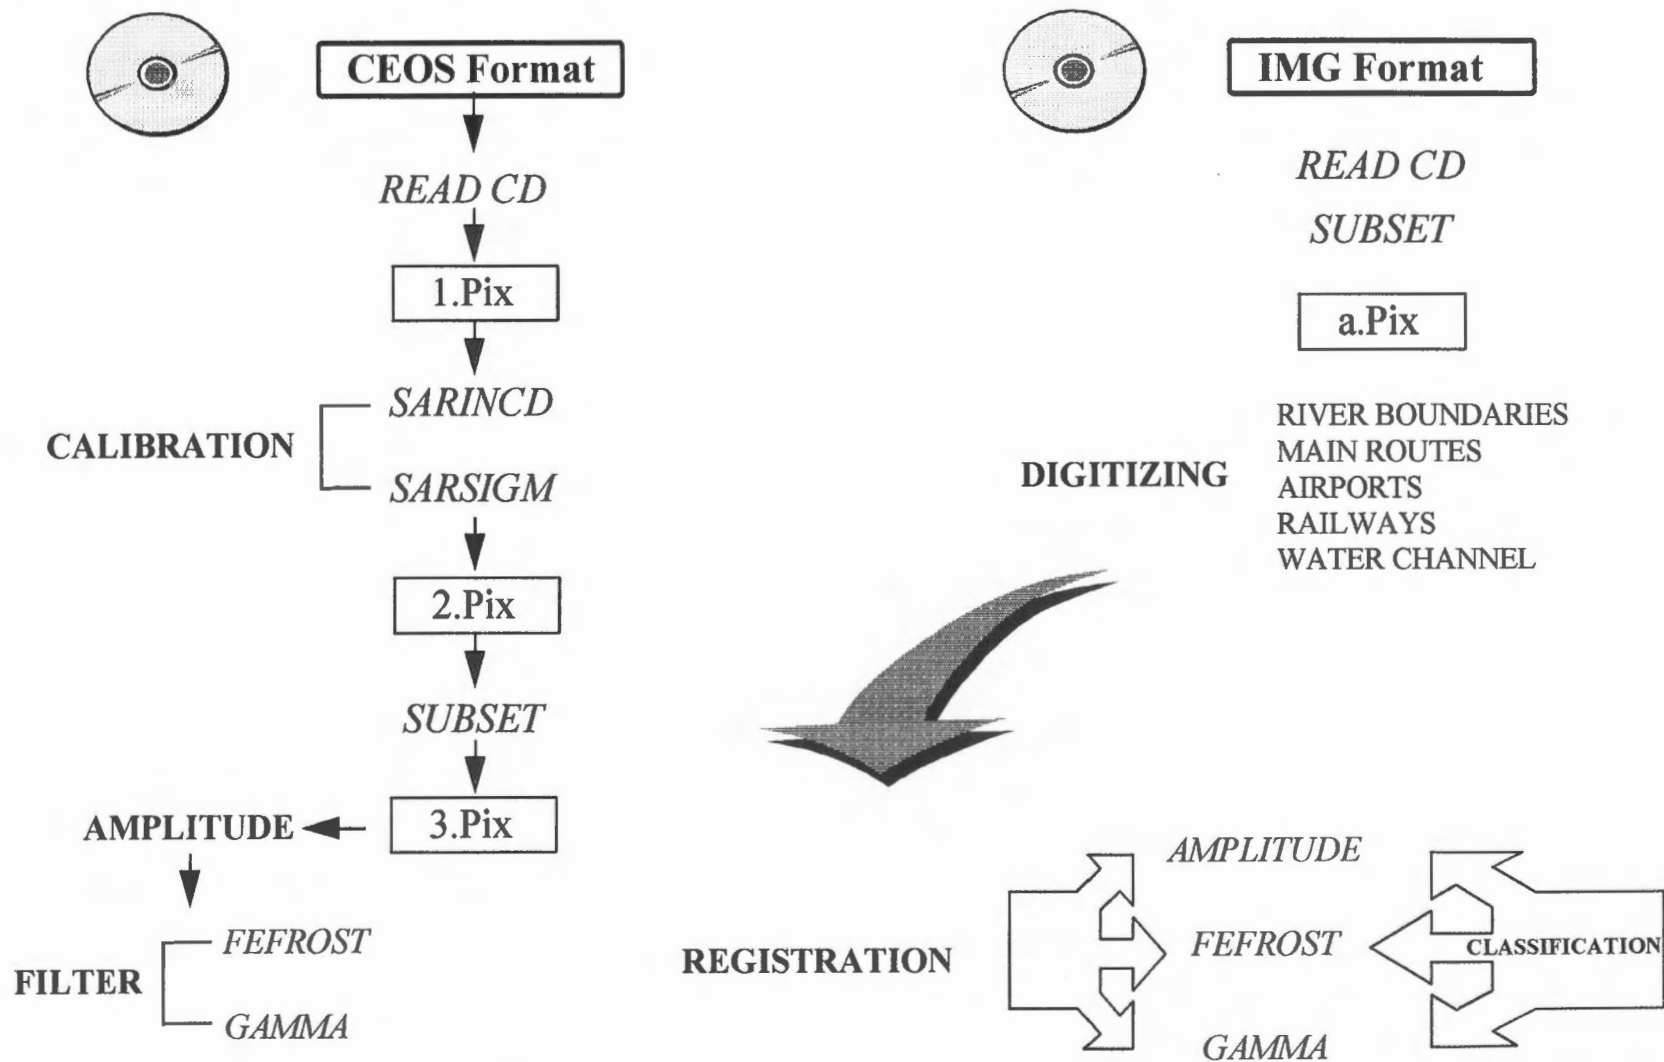 CEOS Format
READ CD
1.Pix
SARINCD
CALIBRATION
SARSIGM
2.Pix
SUBSET
3.Pix
AMPLITUDE
FEFROST
FILTER
GAMMA
IMG Format
READ CD
SUBSET
a.Pix
RIVER BOUNDARIES
MAIN ROUTES
DIGITIZING
AIRPORTS
RAILWAYS
WATER CHANNEL
AMPLITUDE
REGISTRATION
FEFROST
CLASSIFICATION
GAMMA